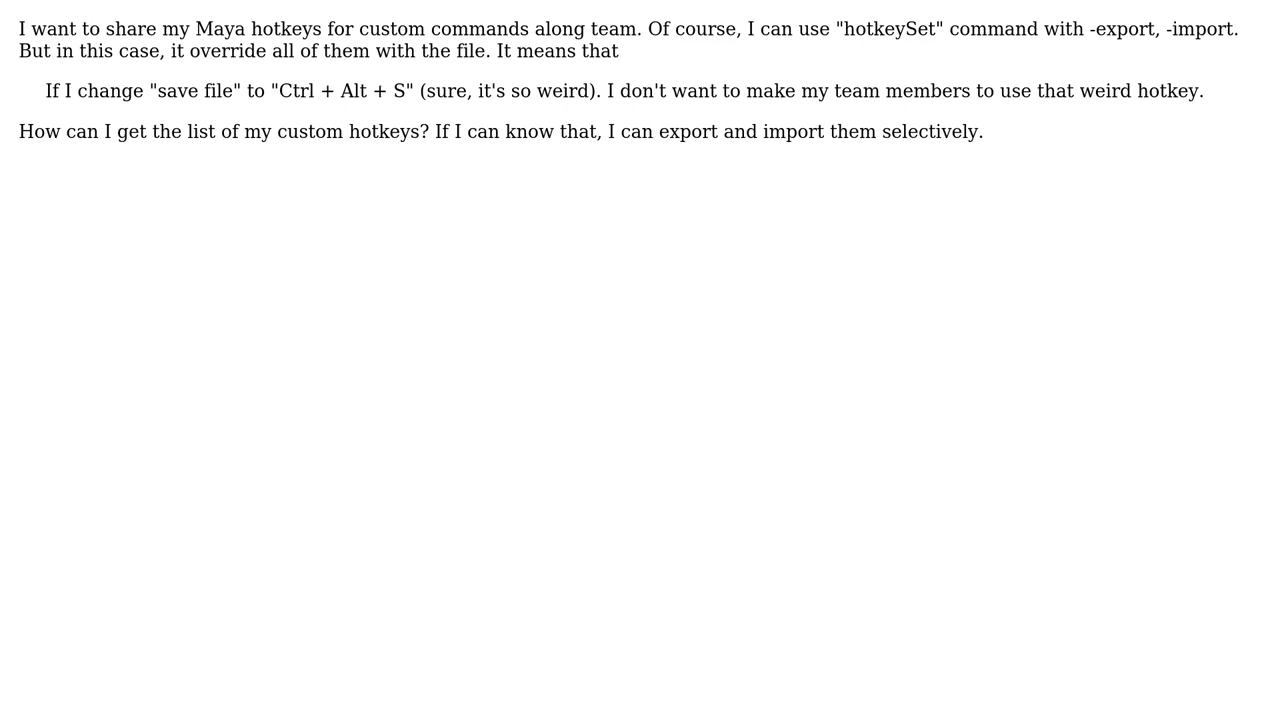 I want to share my Maya hotkeys for custom commands along team. Of course, I can use "hotkeySet" command with -export, -import.
But in this case, it override all of them with the file. It means that
If I change "save file" to "Ctrl + Alt + S" (sure, it's so weird). I don't want to make my team members to use that weird hotkey.
How can I get the list of my custom hotkeys? If I can know that, I can export and import them selectively.